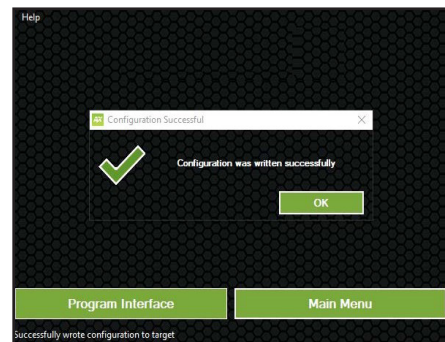 Help
Configuration Successful
Configuration was written successfully
OK
Program Interface
Main Menu
Successfully wrote configuration to target